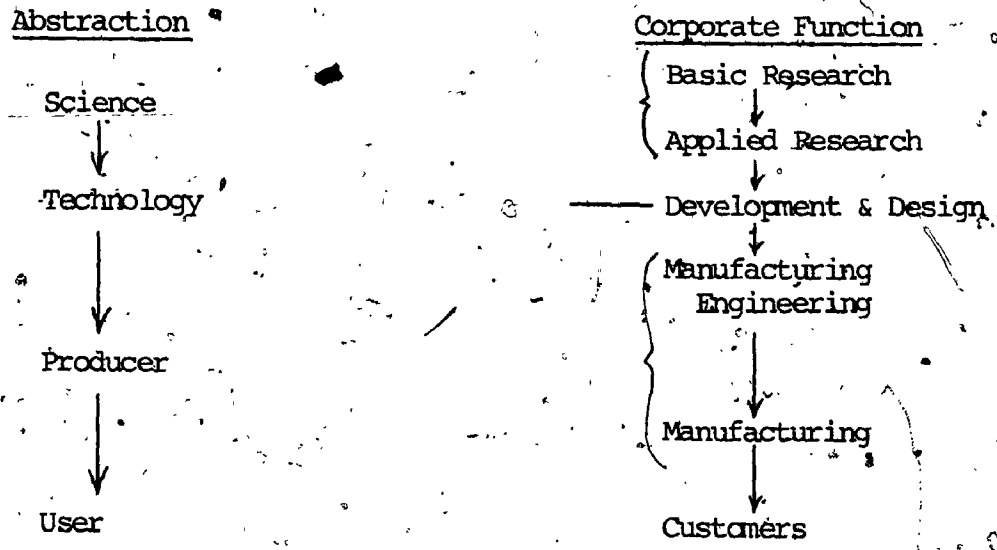 Abstraction
Science
Technology
Producer
User
Corporate Function
Basic Research
Applied Research
Development & Design
Manufacturing
Engineering
Manufacturing
Customers